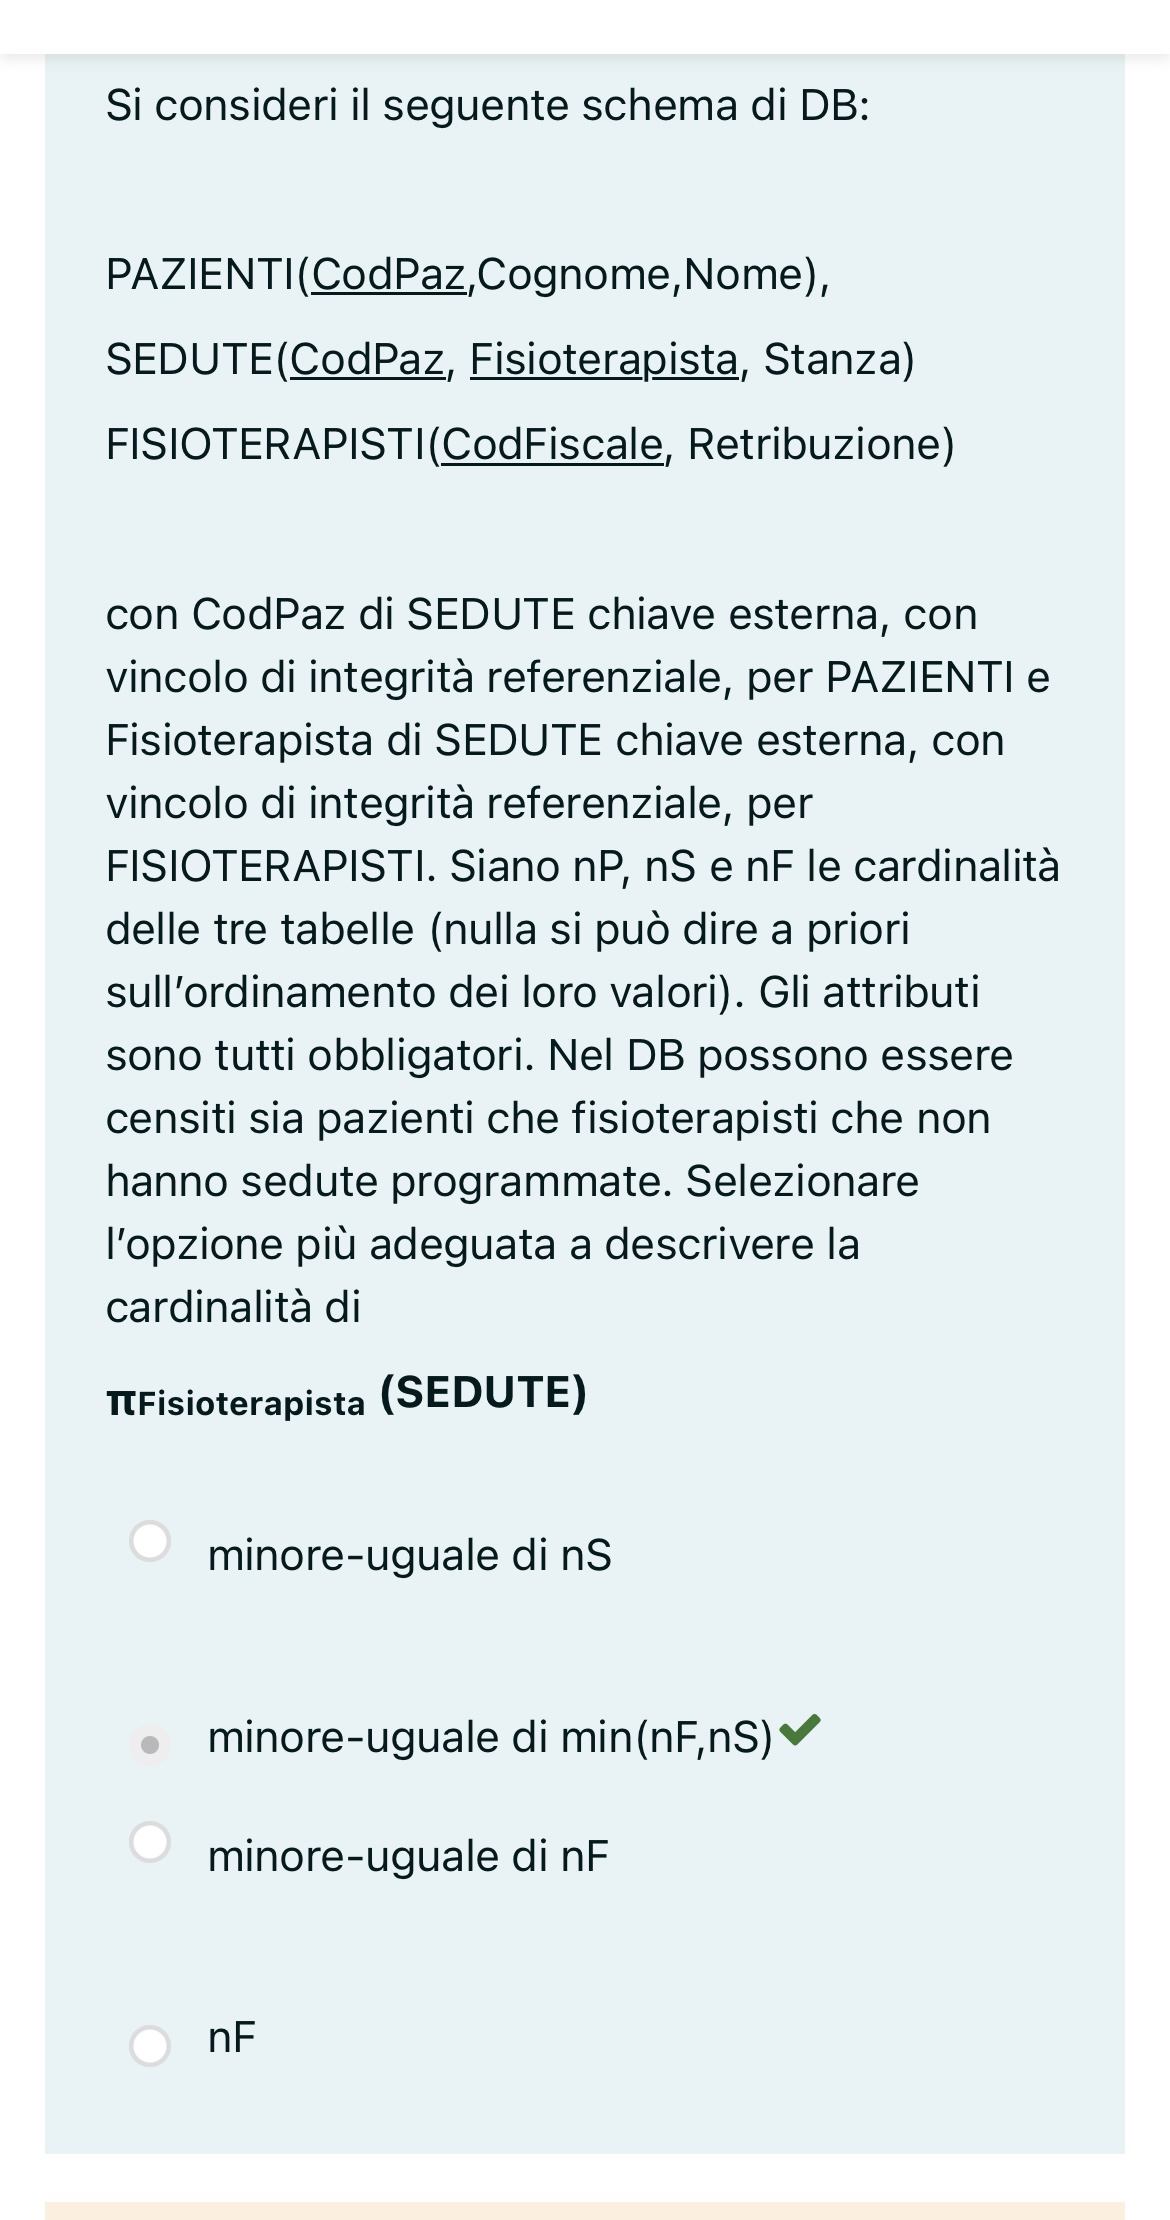 Si consideri il seguente schema di DB:
PAZIENTI(CodPaz,Cognome,Nome),
SEDUTE(CodPaz, Fisioterapista, Stanza)
FISIOTERAPISTI(CodFiscale, Retribuzione)
con CodPaz di SEDUTE chiave esterna, con
vincolo di integrità referenziale, per PAZIENTI e
Fisioterapista di SEDUTE chiave esterna, con
vincolo di integrità referenziale, per
FISIOTERAPISTI. Siano nP, nS e nF le cardinalità
delle tre tabelle (nulla si può dire a priori
sull’ordinamento dei loro valori). Gli attributi
sono tutti obbligatori. Nel DB possono essere
censiti sia pazienti che fisioterapisti che non
hanno sedute programmate. Selezionare
l’opzione più adeguata a descrivere la
cardinalità di
πFisioterapista (SEDUTE)
minore-uguale di nS
minore-uguale di min(nF,nS)
minore-uguale di nF
nF